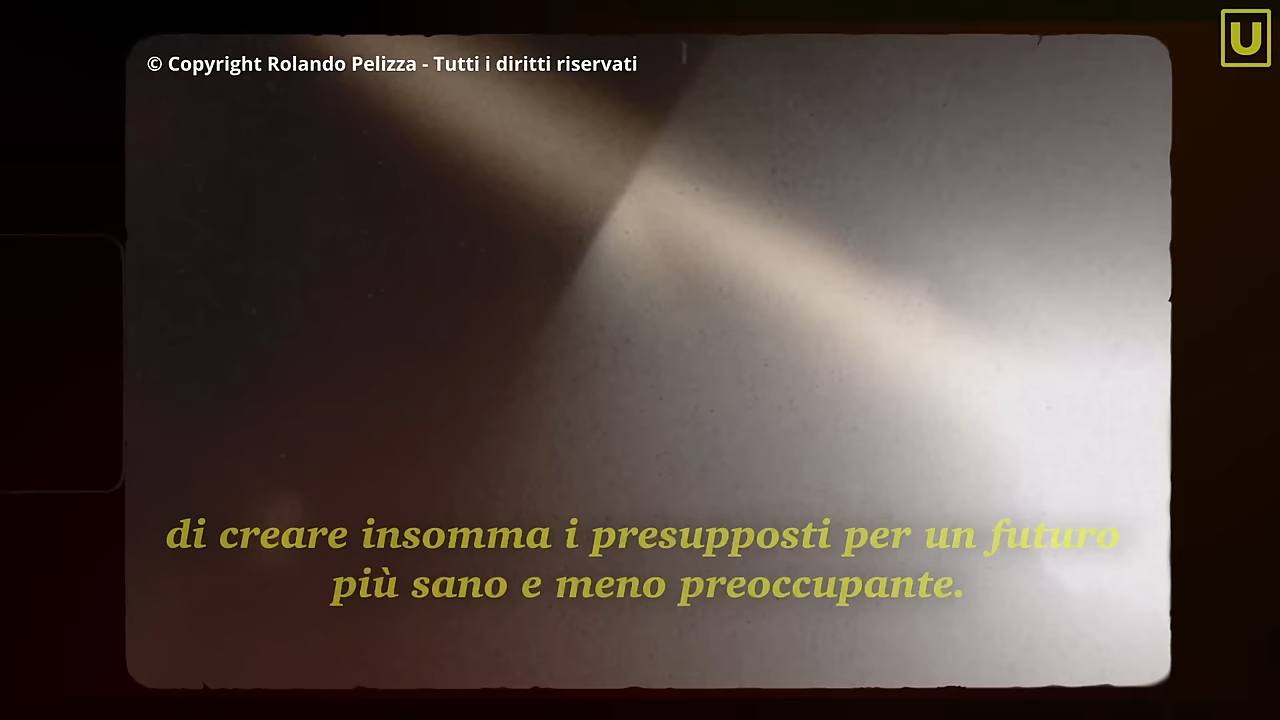 U
© Copyright Rolando Pelizza - Tutti i diritti riservati
di creare insomma i presupposti per un futuro
più sano e meno preoccupante.